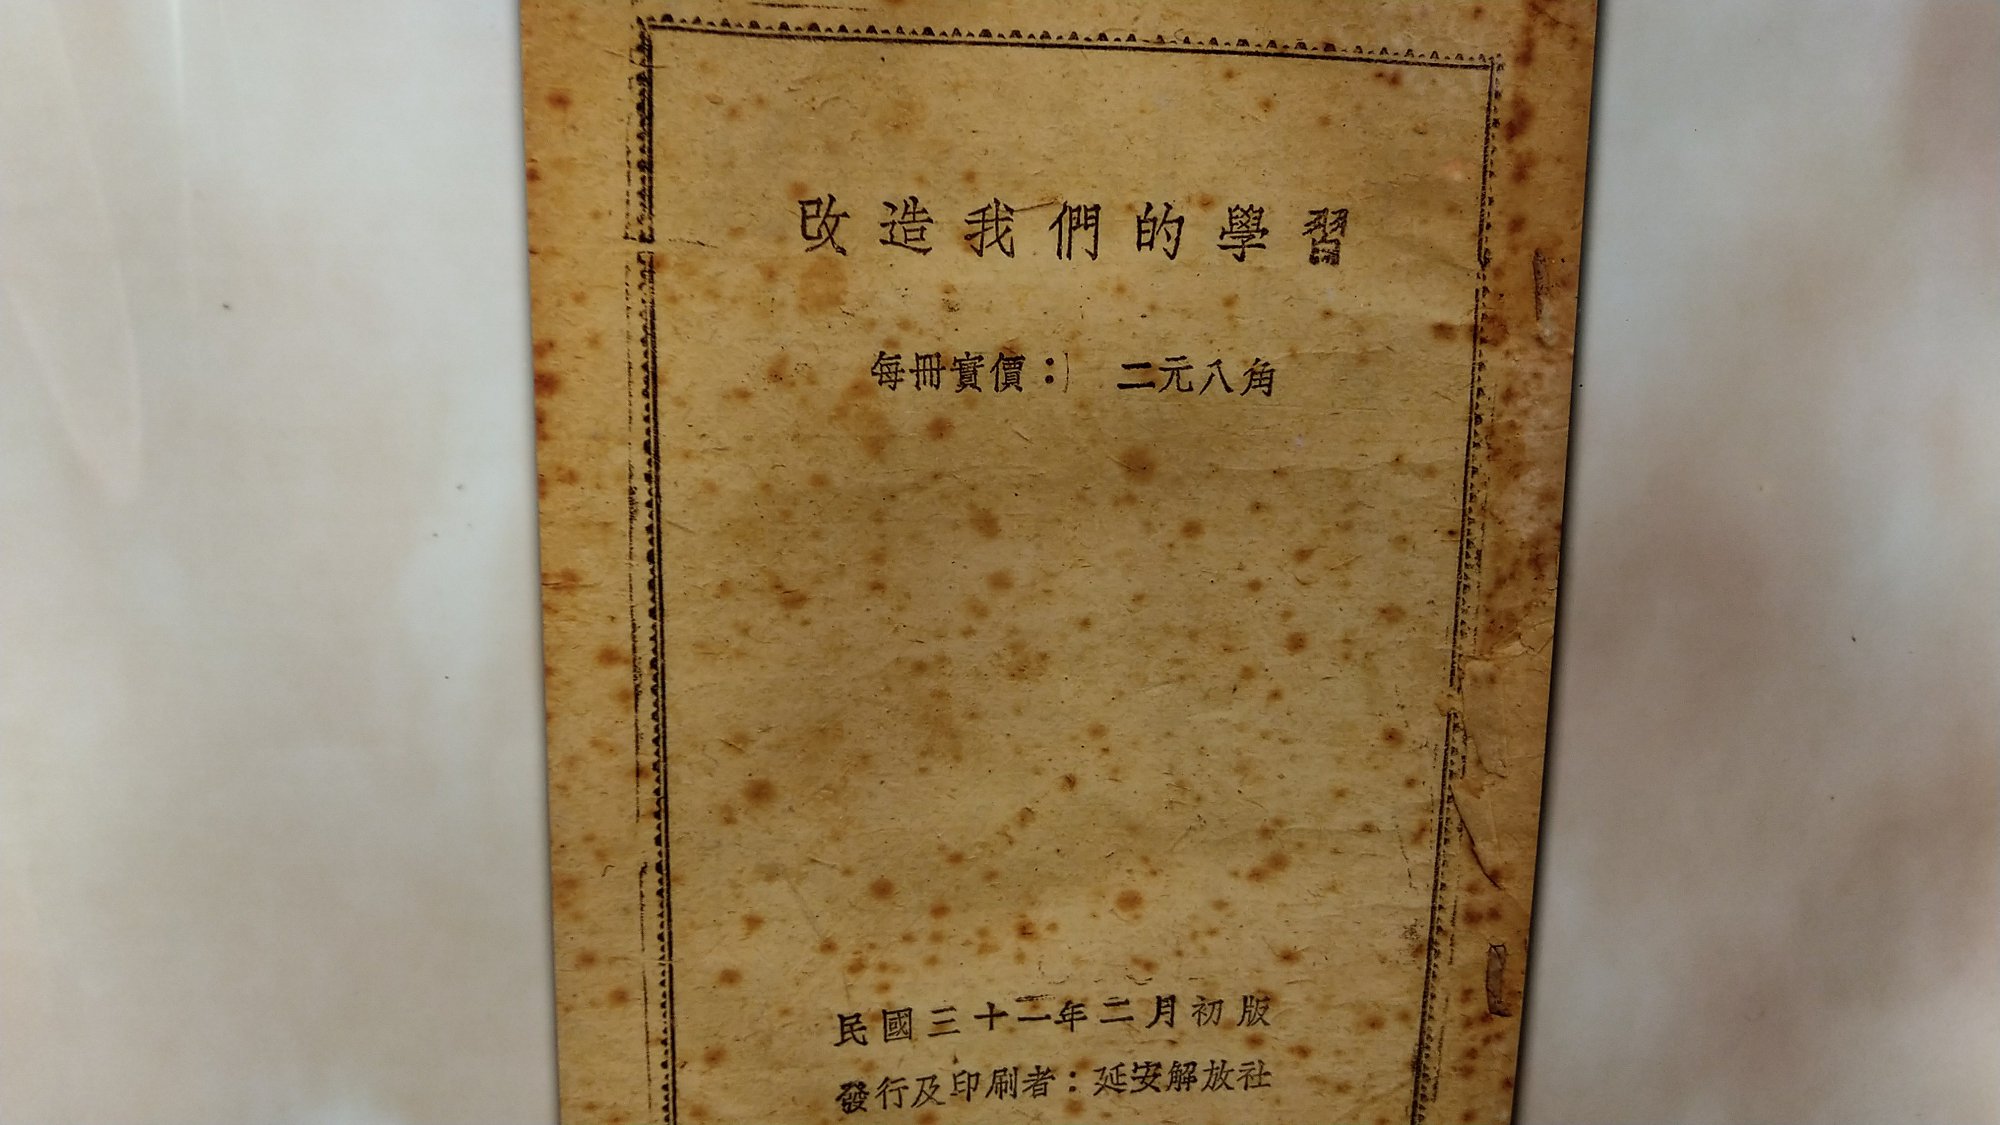 改造我們的學習
每冊實價： 二元八角
民國三十一年二月初版
發行及印刷者：延安解放社